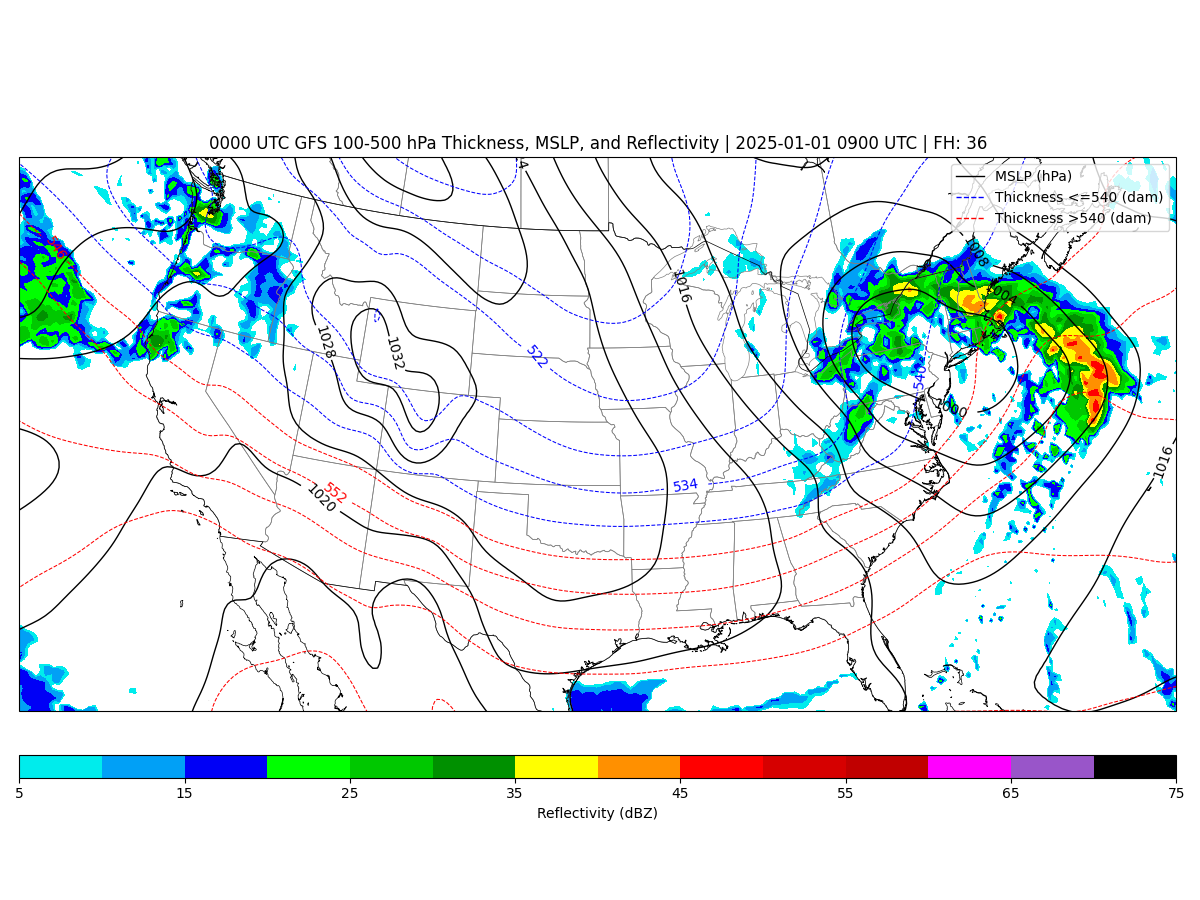 0000 UTC GFS 100-500 hPa Thickness, MSLP, and Reflectivity | 2025-01-01 0900 UTC | FH: 36
MSLP (hPa)
Thickness <=540 (dam)
Thickness >540 (dam)
1008
1004
1016
1028
1032
522
540
1000
1016
534
552
1020
5 15 25 35 45 55 65 75
Reflectivity (dBZ)